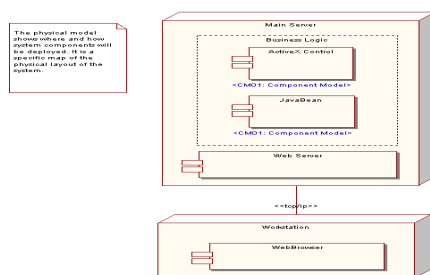 The physical model
shows where and how
system components will
be deployed. It is a
specific map of the
physical layout of the
system.
Main Server
Business Logic
ActiveX Control
<CM01: Component Model>
JavaBean
<CM01: Component Model>
Web Server
<<tcp/ip>>
Workstation
WebBrowser